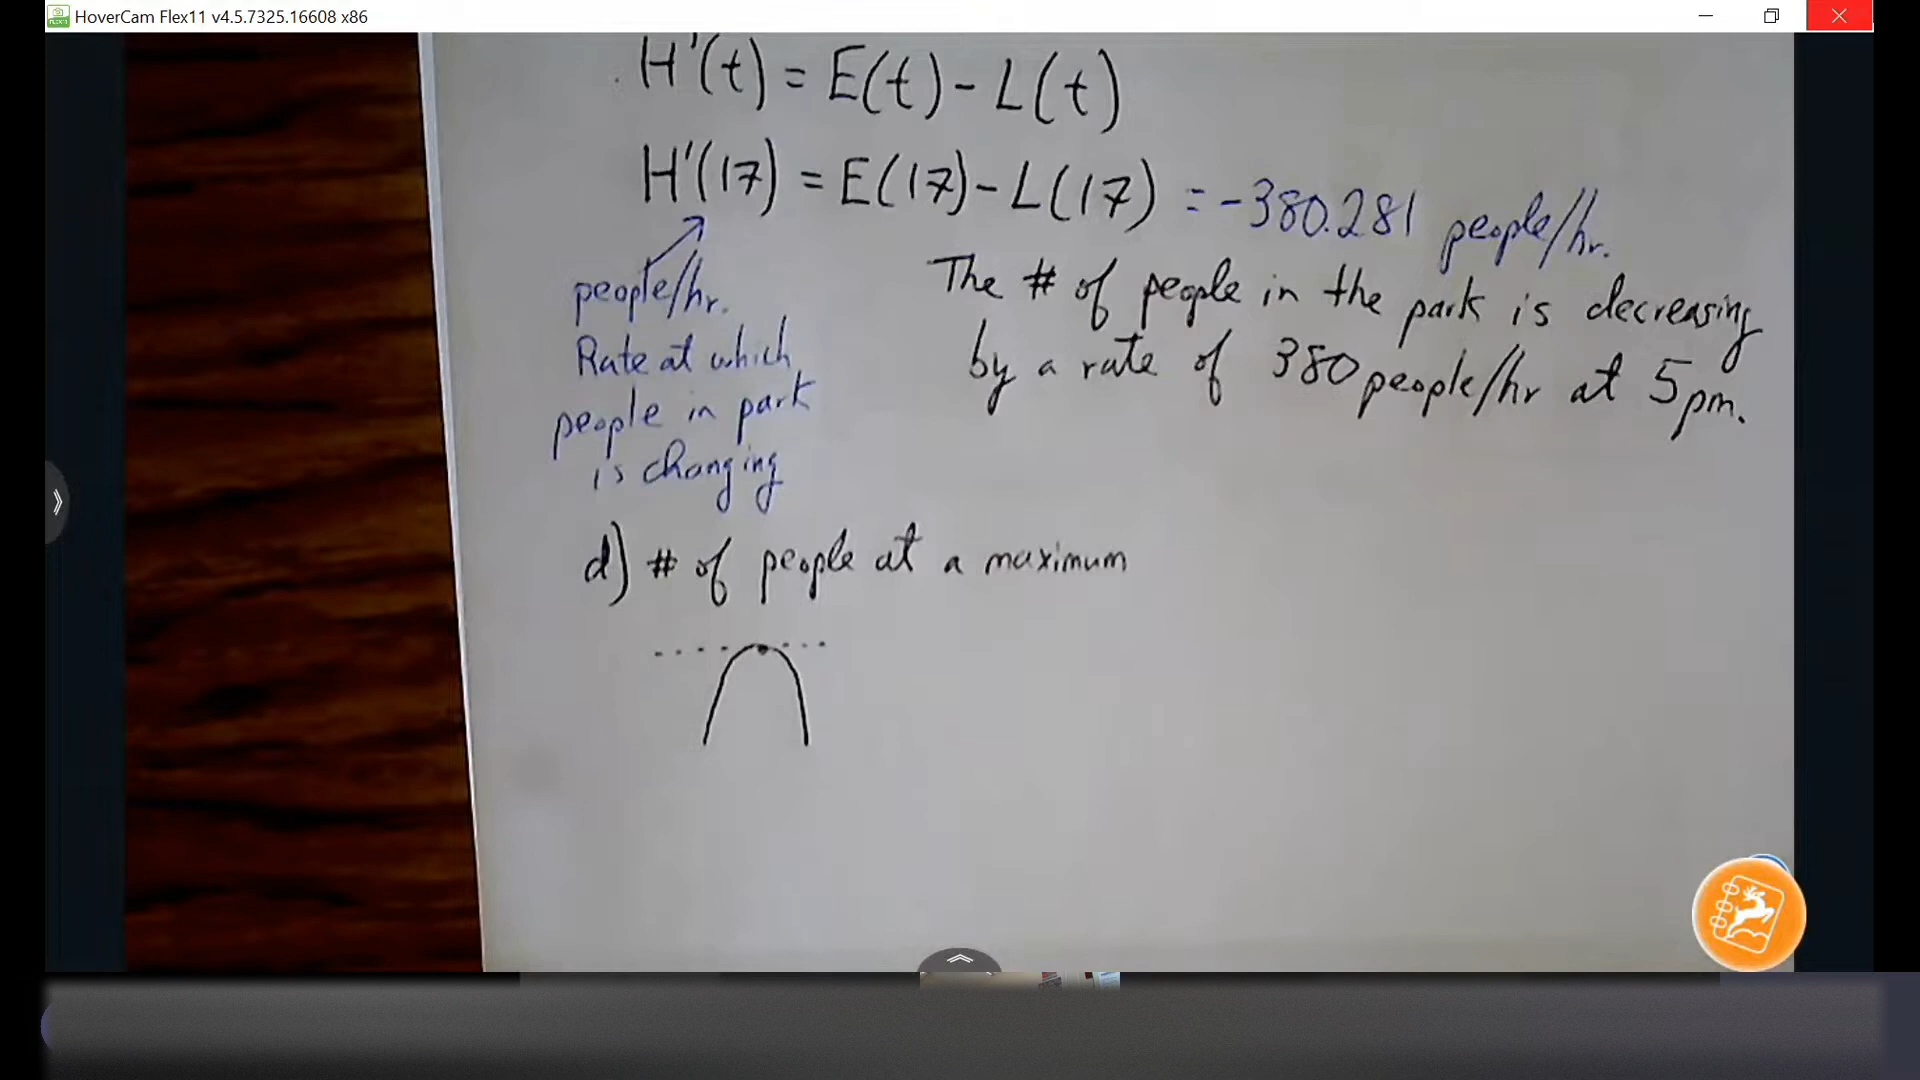 HoverCam Flex11 v4.5.7325.16608 x86
H'(t) = E(t) - L(t)
H'(17) = E(17) - L(17) = -380.281 people/hr.
people/hr.
Rate at which
people in park
is changing
The # of people in the park is decreasing
by a rate of 380 people/hr at 5pm.
d) # of people at a maximum